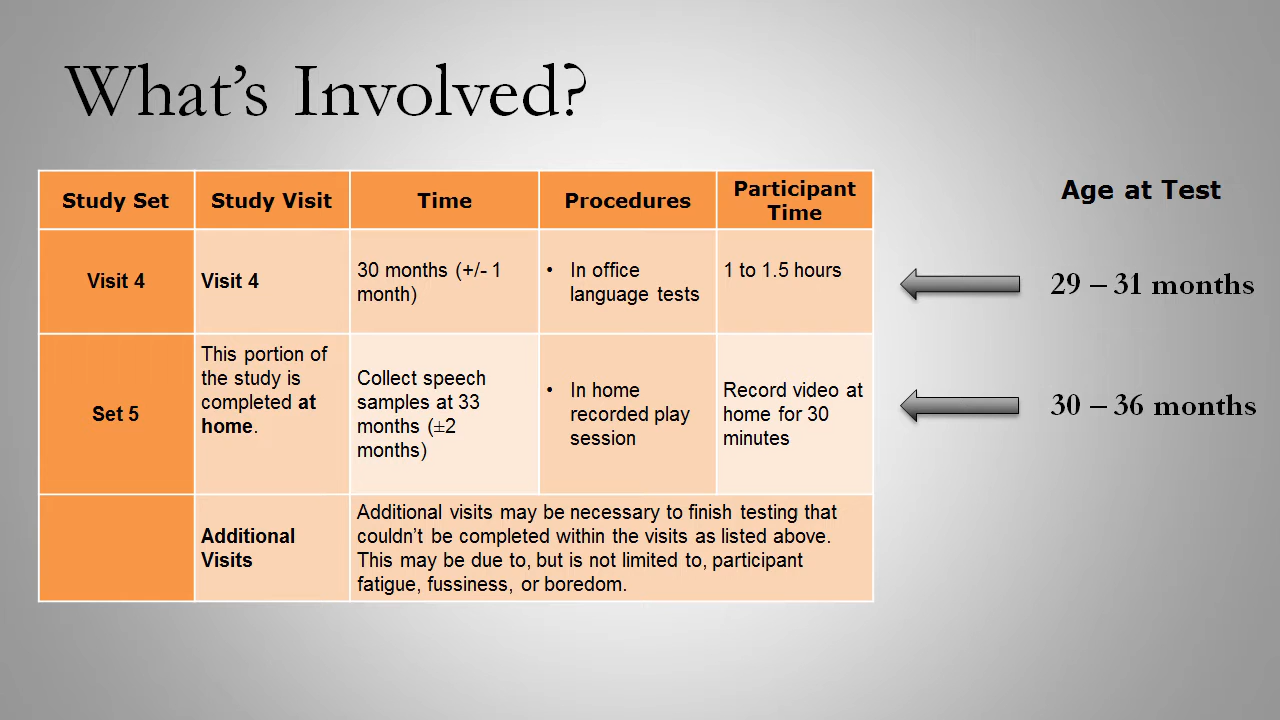 What's Involved?
Study Set
Study Visit
Time
Procedures
Participant
Time
Age at Test
Visit 4
Visit 4
30 months (+/- 1
month)
• In office
language tests
1 to 1.5 hours
29 – 31 months
Set 5
This portion of
the study is
completed at
home.
Collect speech
samples at 33
months (±2
months)
• In home
recorded play
session
Record video at
home for 30
minutes
30 – 36 months
Additional
Visits
Additional visits may be necessary to finish testing that
couldn't be completed within the visits as listed above.
This may be due to, but is not limited to, participant
fatigue, fussiness, or boredom.